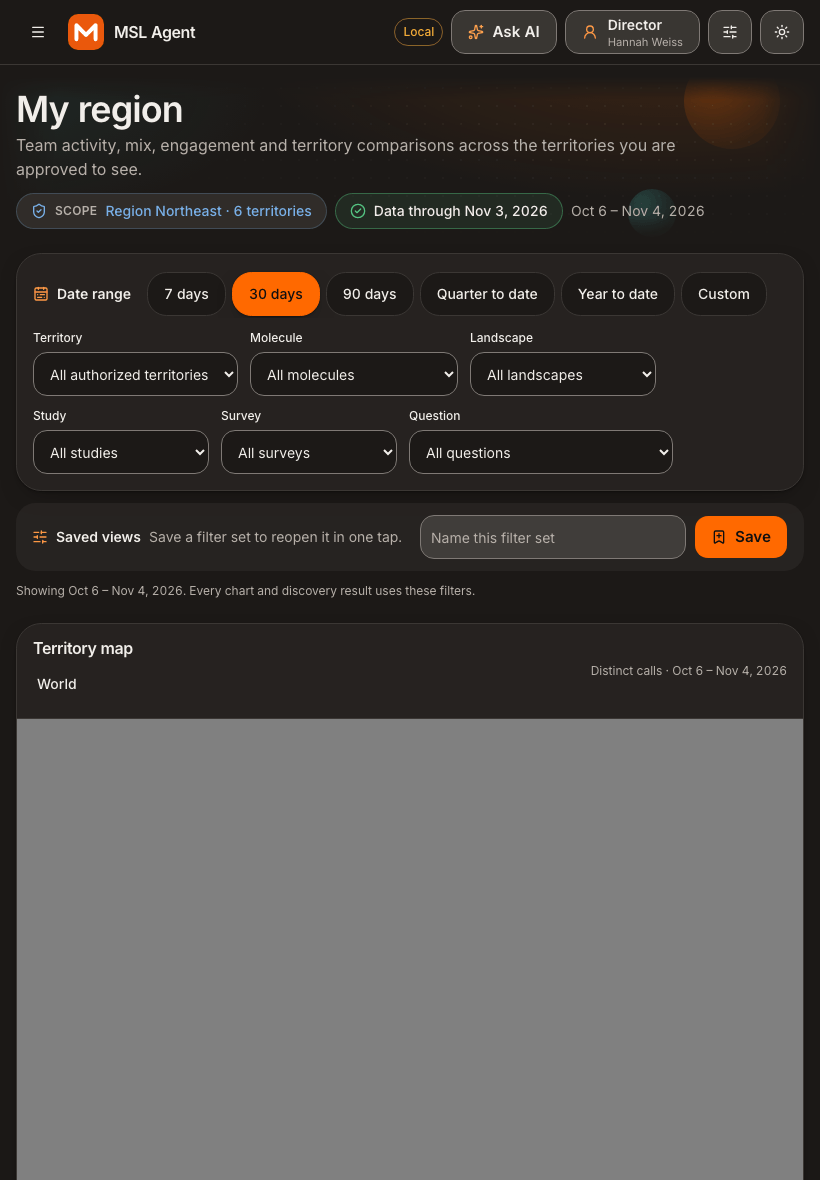 MSL Agent
Local
Ask AI
Director
Hannah Weiss
My region
Team activity, mix, engagement and territory comparisons across the territories you are
approved to see.
SCOPE Region Northeast · 6 territories
Data through Nov 3, 2026
Oct 6 – Nov 4, 2026
Date range
7 days
30 days
90 days
Quarter to date
Year to date
Custom
Territory
Molecule
Landscape
All authorized territories
All molecules
All landscapes
Study
Survey
Question
All studies
All surveys
All questions
Saved views
Save a filter set to reopen it in one tap.
Name this filter set
Save
Showing Oct 6 – Nov 4, 2026. Every chart and discovery result uses these filters.
Territory map
Distinct calls · Oct 6 – Nov 4, 2026
World